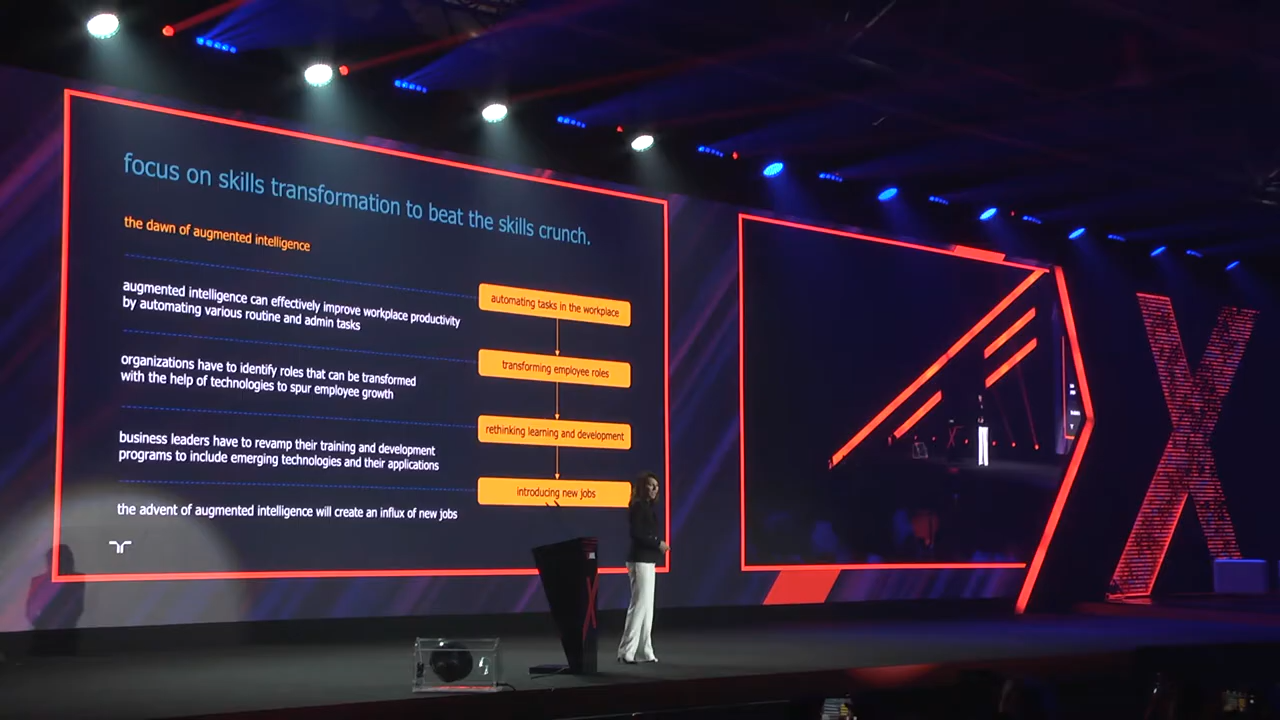 focus on skills transformation to beat the skills crunch.
the dawn of augmented intelligence
augmented intelligence can effectively improve workplace productivity
by automating various routine and admin tasks
automating tasks in the workplace
organizations have to identify roles that can be transformed
with the help of technologies to spur employee growth
transforming employee roles
business leaders have to revamp their training and development
programs to include emerging technologies and their applications
rethinking learning and development
the advent of augmented intelligence will create an influx of new jobs
introducing new jobs
X
X